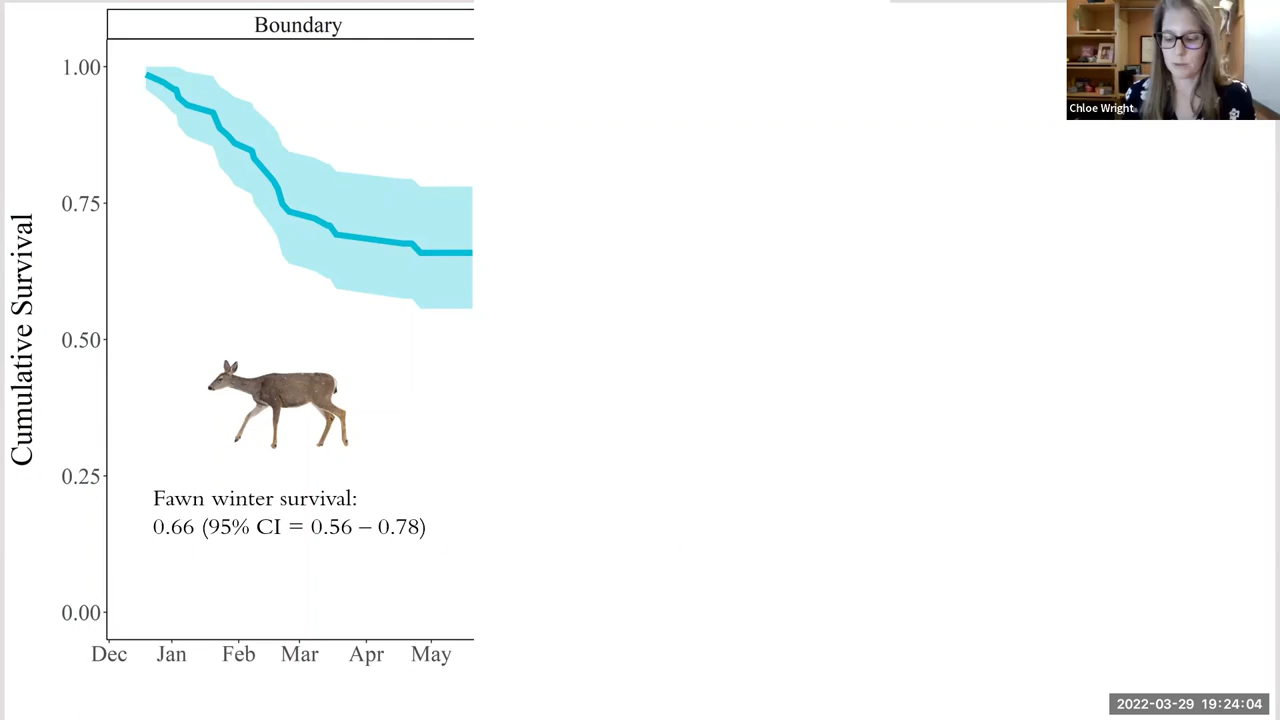 Boundary
1.00
0.75
0.50
0.25
0.00
Cumulative Survival
Fawn winter survival:
0.66 (95% CI = 0.56 – 0.78)
Dec Jan Feb Mar Apr May
Chloe Wright
2022-03-29 19:24:04